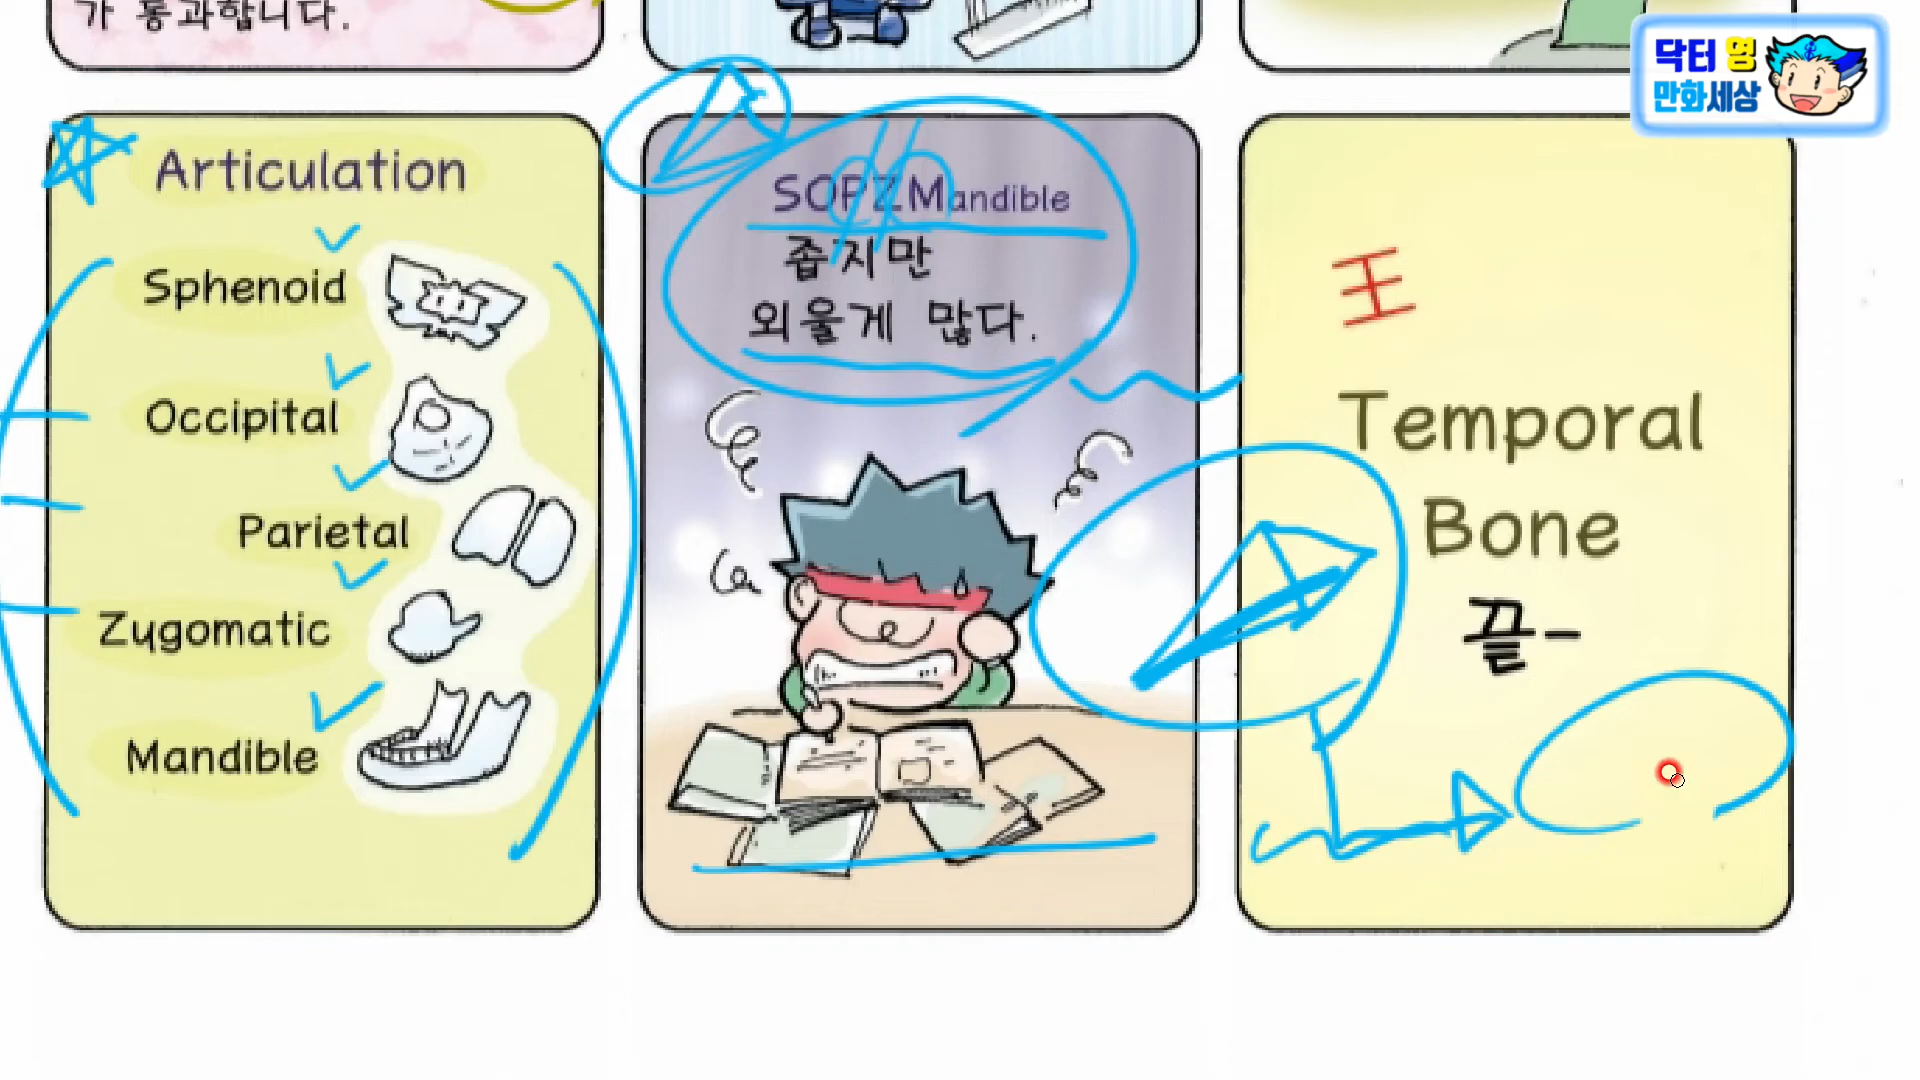 가 통과합니다.
닥터 영
만화세상
Articulation
Sphenoid
Occipital
Parietal
Zygomatic
Mandible
SOPZMandible
좁지만
외울게 많다.
王
Temporal
Bone
끝-